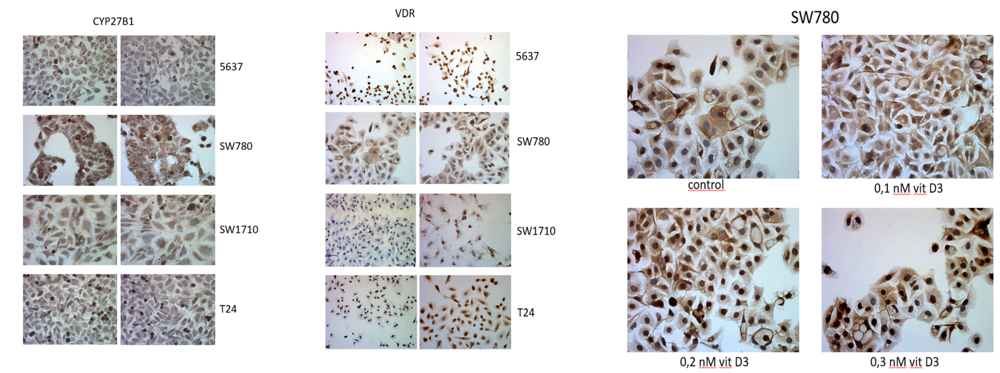 CYP27B1
5637
SW780
SW1710
T24
VDR
5637
SW780
SW1710
T24
SW780
control
0,1 nM vit D3
0,2 nM vit D3
0,3 nM vit D3